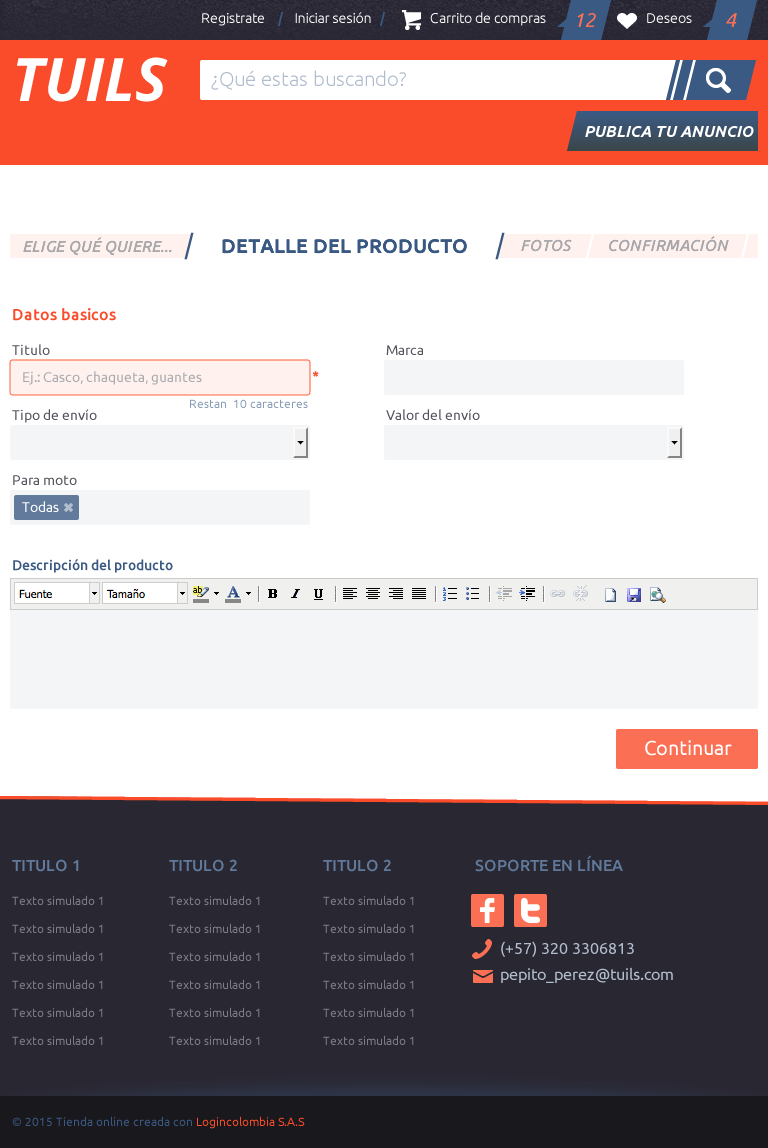 Registrate / Iniciar sesión / Carrito de compras 12 Deseos 4
TUILS
¿Qué estas buscando?
PUBLICA TU ANUNCIO
ELIGE QUÉ QUIERE... DETALLE DEL PRODUCTO FOTOS CONFIRMACIÓN
Datos basicos
Titulo Marca
Ej.: Casco, chaqueta, guantes *
Restan 10 caracteres
Tipo de envío Valor del envío
Para moto
Todas ✖
Descripción del producto
Fuente Tamaño ab A B I U
Continuar
TITULO 1 TITULO 2 TITULO 2 SOPORTE EN LÍNEA
Texto simulado 1 Texto simulado 1 Texto simulado 1
Texto simulado 1 Texto simulado 1 Texto simulado 1
Texto simulado 1 Texto simulado 1 Texto simulado 1 (+57) 320 3306813
Texto simulado 1 Texto simulado 1 Texto simulado 1 pepito_perez@tuils.com
Texto simulado 1 Texto simulado 1 Texto simulado 1
Texto simulado 1 Texto simulado 1 Texto simulado 1
© 2015 Tienda online creada con Logincolombia S.A.S